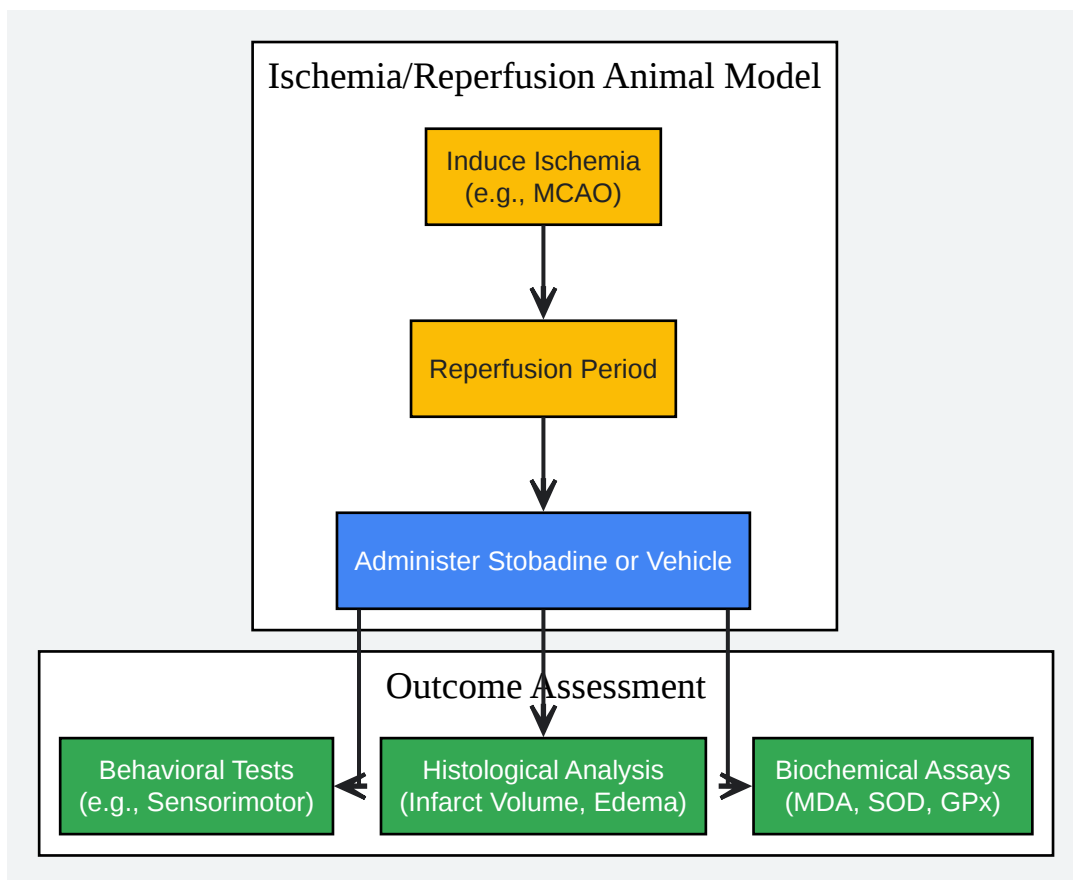 Ischemia/Reperfusion Animal Model
Induce Ischemia
(e.g., MCAO)
Reperfusion Period
Administer Stobadine or Vehicle
Outcome Assessment
Behavioral Tests
(e.g., Sensorimotor)
Histological Analysis
(Infarct Volume, Edema)
Biochemical Assays
(MDA, SOD, GPx)